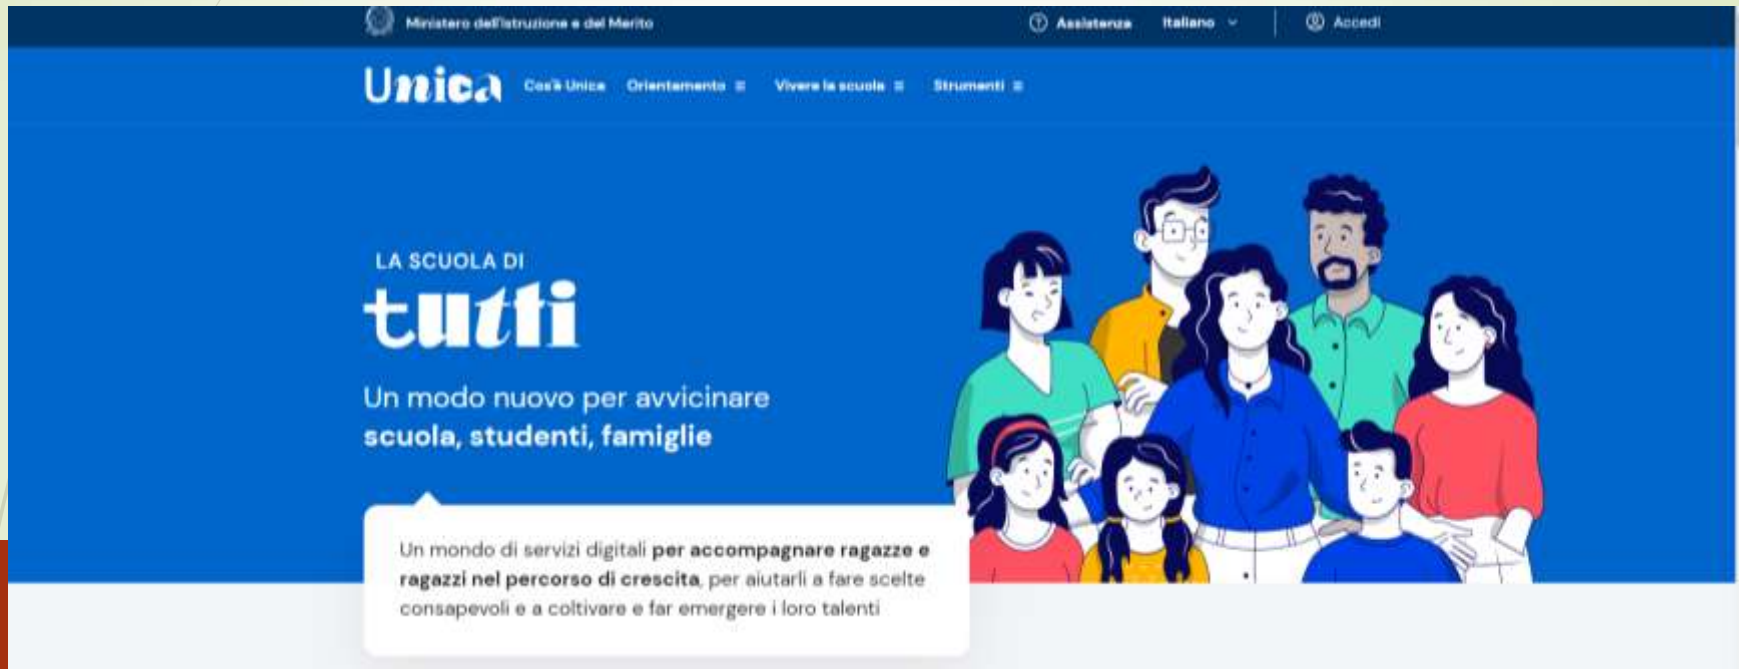 Ministero dell'Istruzione e del Merito
Assistenza Italiano Accedi
Unica Cos'è Unica Orientamento Vivere la scuola Strumenti
LA SCUOLA DI
tutti
Un modo nuovo per avvicinare
scuola, studenti, famiglie
Un mondo di servizi digitali per accompagnare ragazze e
ragazzi nel percorso di crescita, per aiutarli a fare scelte
consapevoli e a coltivare e far emergere i loro talenti